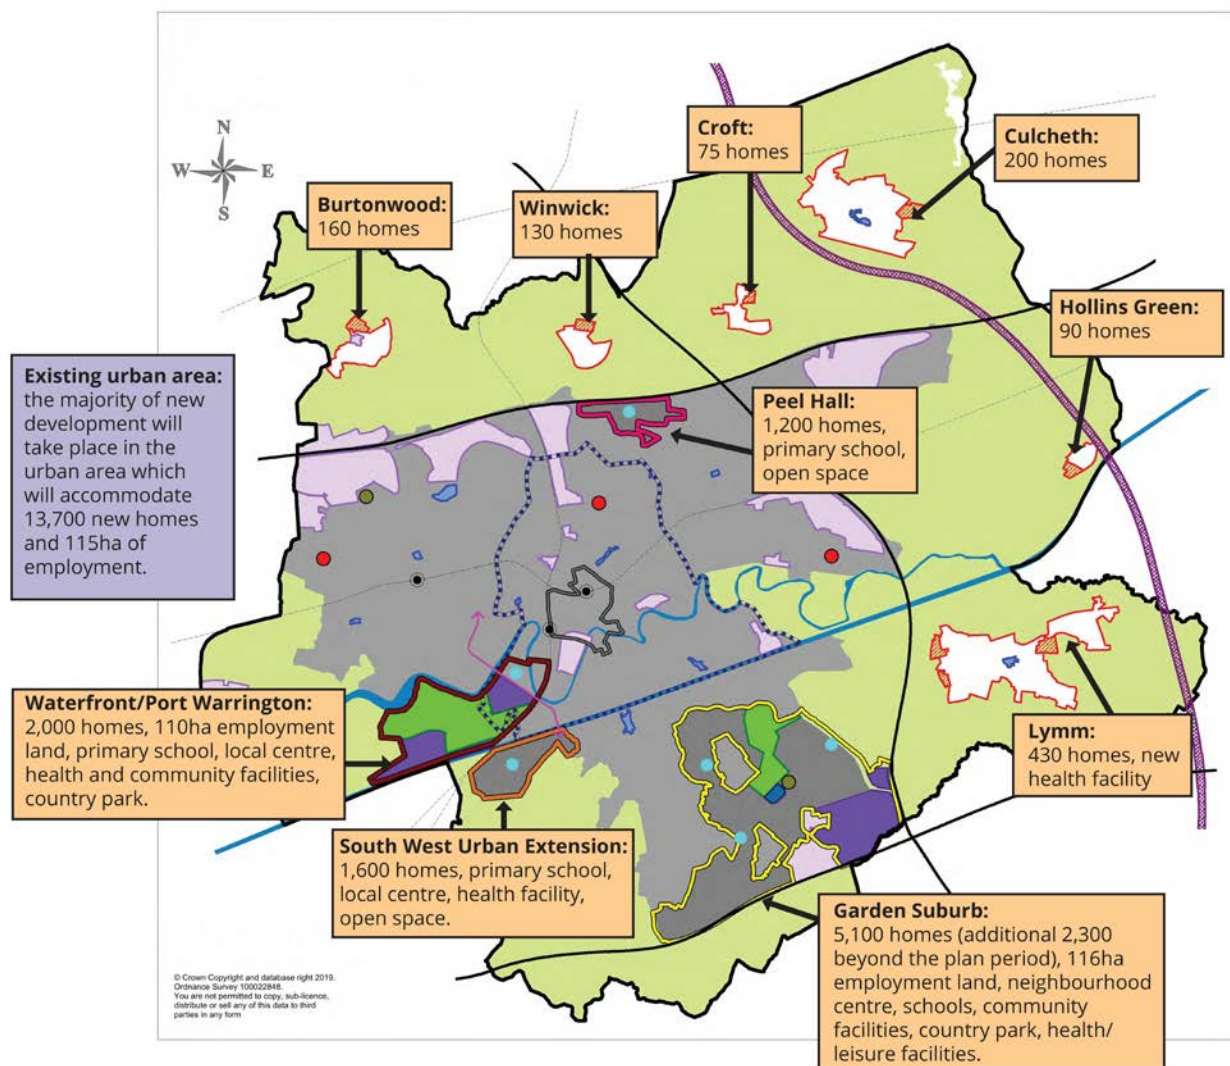 N
W
E
S
Croft:
75 homes
Culcheth:
200 homes
Burtonwood:
160 homes
Winwick:
130 homes
Hollins Green:
90 homes
Existing urban area:
the majority of new
development will
take place in the
urban area which
will accommodate
13,700 new homes
and 115ha of
employment.
Peel Hall:
1,200 homes,
primary school,
open space
Waterfront/Port Warrington:
2,000 homes, 110ha employment
land, primary school, local centre,
health and community facilities,
country park.
Lymm:
430 homes, new
health facility
South West Urban Extension:
1,600 homes, primary school,
local centre, health facility,
open space.
Garden Suburb:
5,100 homes (additional 2,300
beyond the plan period), 116ha
employment land, neighbourhood
centre, schools, community
facilities, country park, health/
leisure facilities.
© Crown Copyright and database right 2019.
Ordnance Survey 100022848.
You are not permitted to copy, sub-licence,
distribute or sell any of this data to third
parties in any form